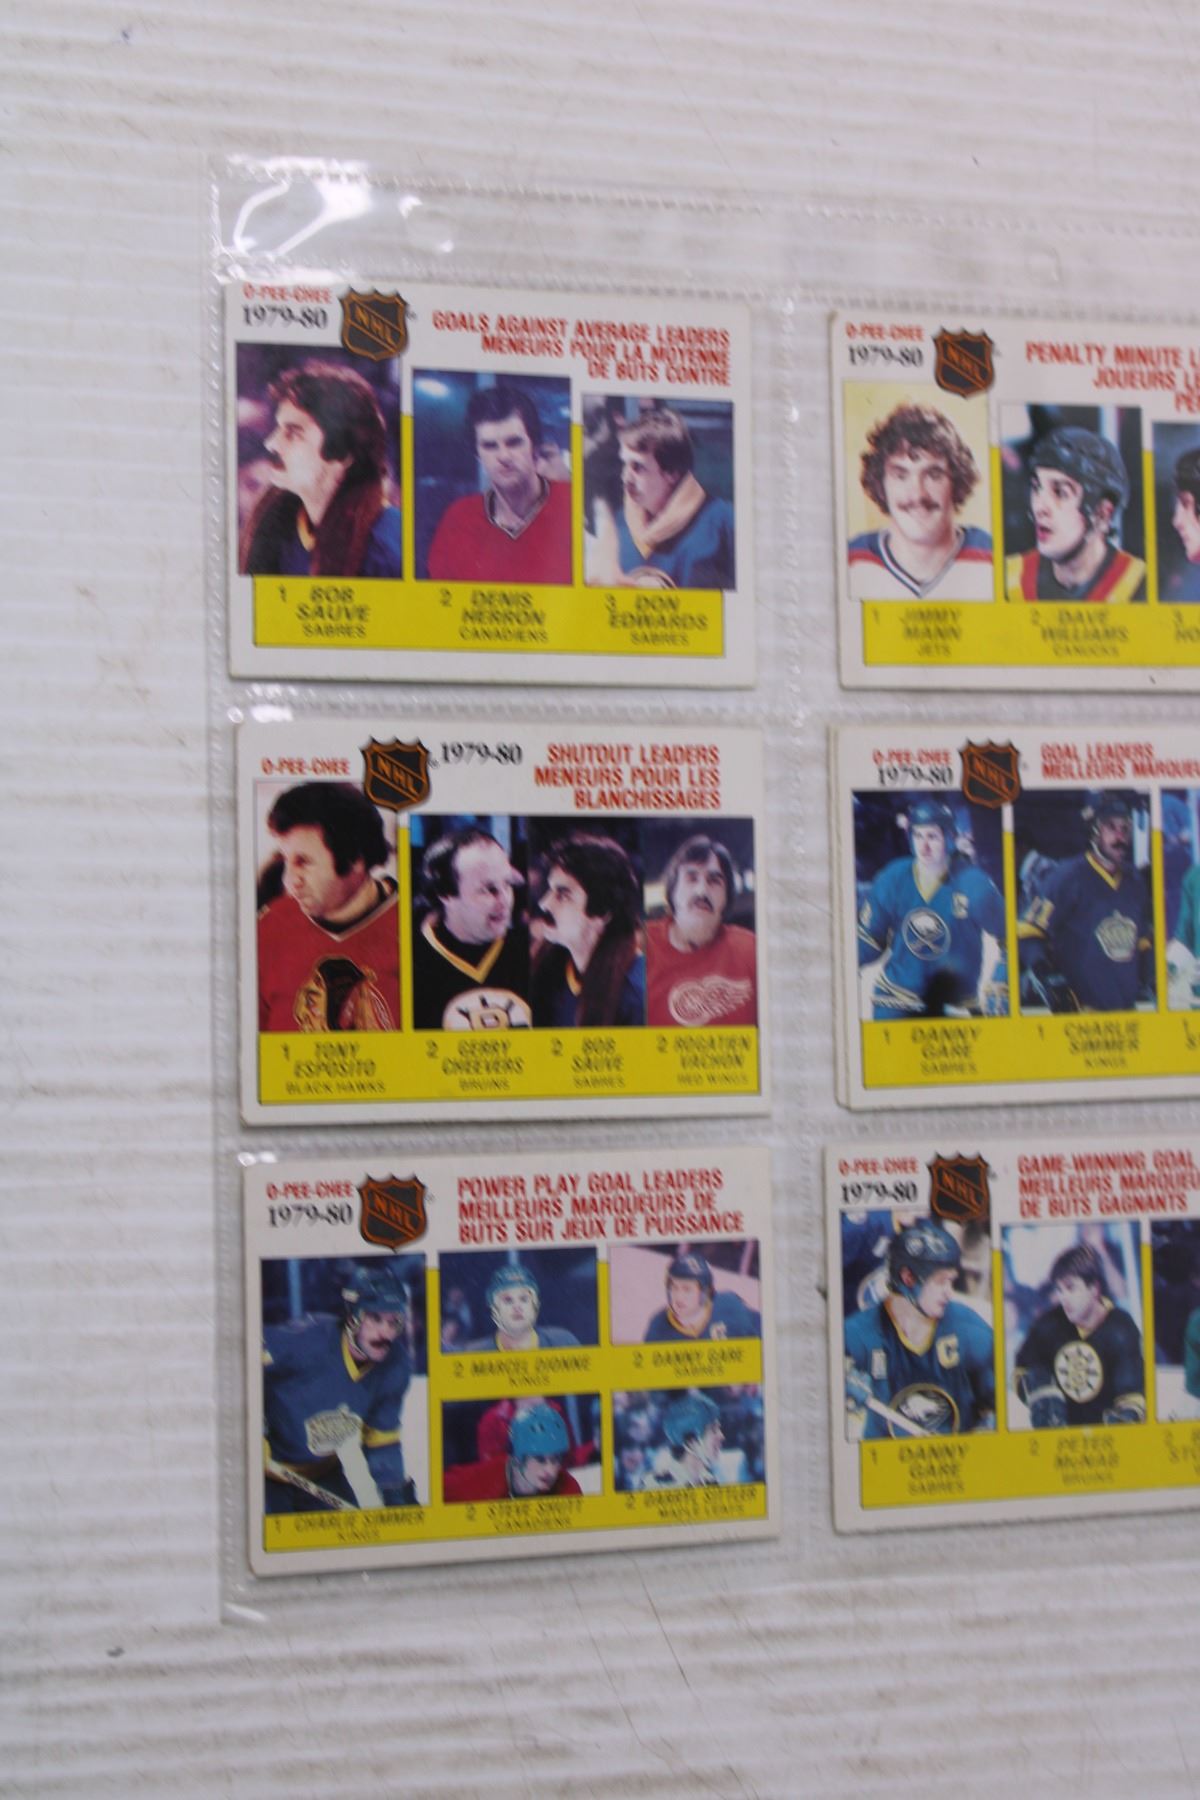 O-PEE-CHEE
1979-80
NHL
GOALS AGAINST AVERAGE LEADERS
MENEURS POUR LA MOYENNE
DE BUTS CONTRE
1 BOB
SAUVE
SABRES
2 DENIS
HERRON
CANADIENS
3 DON
EDWARDS
SABRES
O-PEE-CHEE
1979-80
NHL
PENALTY MINUTE
JOUEURS
1 JIMMY
MANN
JETS
2 DAVE
WILLIAMS
CANUCKS
3
O-PEE-CHEE
NHL
1979-80
SHUTOUT LEADERS
MENEURS POUR LES
BLANCHISSAGES
1 TONY
ESPOSITO
BLACK HAWKS
2 GERRY
CHEEVERS
BRUINS
2 BOB
SAUVE
SABRES
2 ROGATIEN
VACHON
RED WINGS
O-PEE-CHEE
1979-80
NHL
GOAL LEADERS
MEILLEURS MARQUEU
1 DANNY
GARE
SABRES
1 CHARLIE
SIMMER
KINGS
1
O-PEE-CHEE
1979-80
NHL
POWER PLAY GOAL LEADERS
MEILLEURS MARQUEURS DE
BUTS SUR JEUX DE PUISSANCE
2 MARCEL DIONNE
KINGS
2 DANNY GARE
SABRES
1 CHARLIE SIMMER
KINGS
2 STEVE SHUTT
CANADIENS
2 DARRYL SITTLER
MAPLE LEAFS
O-PEE-CHEE
1979-80
NHL
GAME-WINNING GOAL
MEILLEURS MARQUEU
DE BUTS GAGNANTS
1 DANNY
GARE
SABRES
2 PETER
McNAB
BRUINS